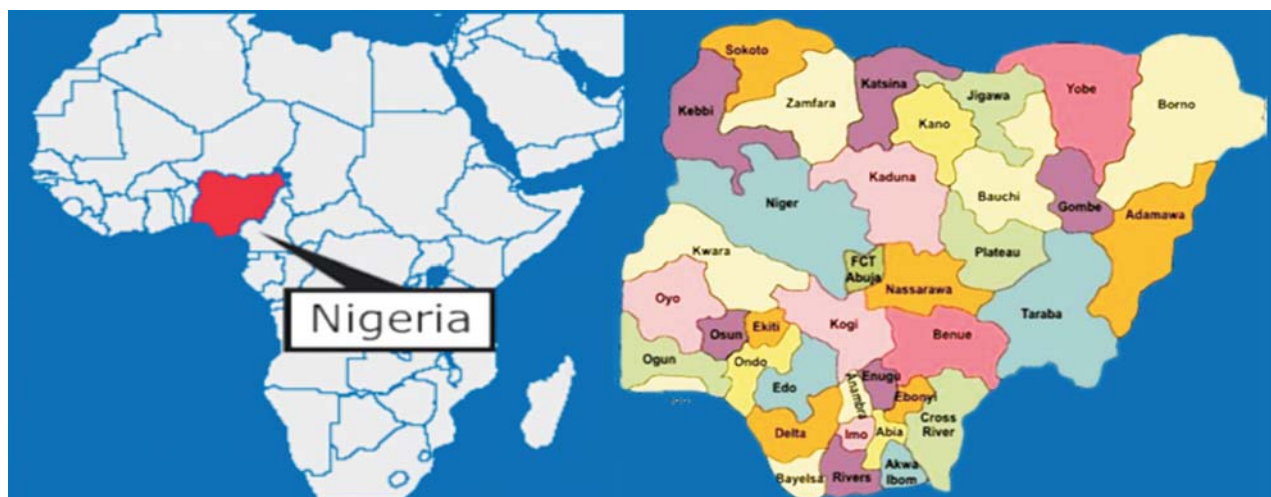 Nigeria
Sokoto
Kebbi
Zamfara
Katsina
Kano
Jigawa
Yobe
Borno
Niger
Kaduna
Bauchi
Gombe
Adamawa
Kwara
FCT
Abuja
Plateau
Nassarawa
Taraba
Oyo
Osun
Ekiti
Kogi
Benue
Ogun
Ondo
Edo
Anambra
Enugu
Ebonyi
Cross
River
Delta
Imo
Abia
Bayelsa
Rivers
Akwa
Ibom